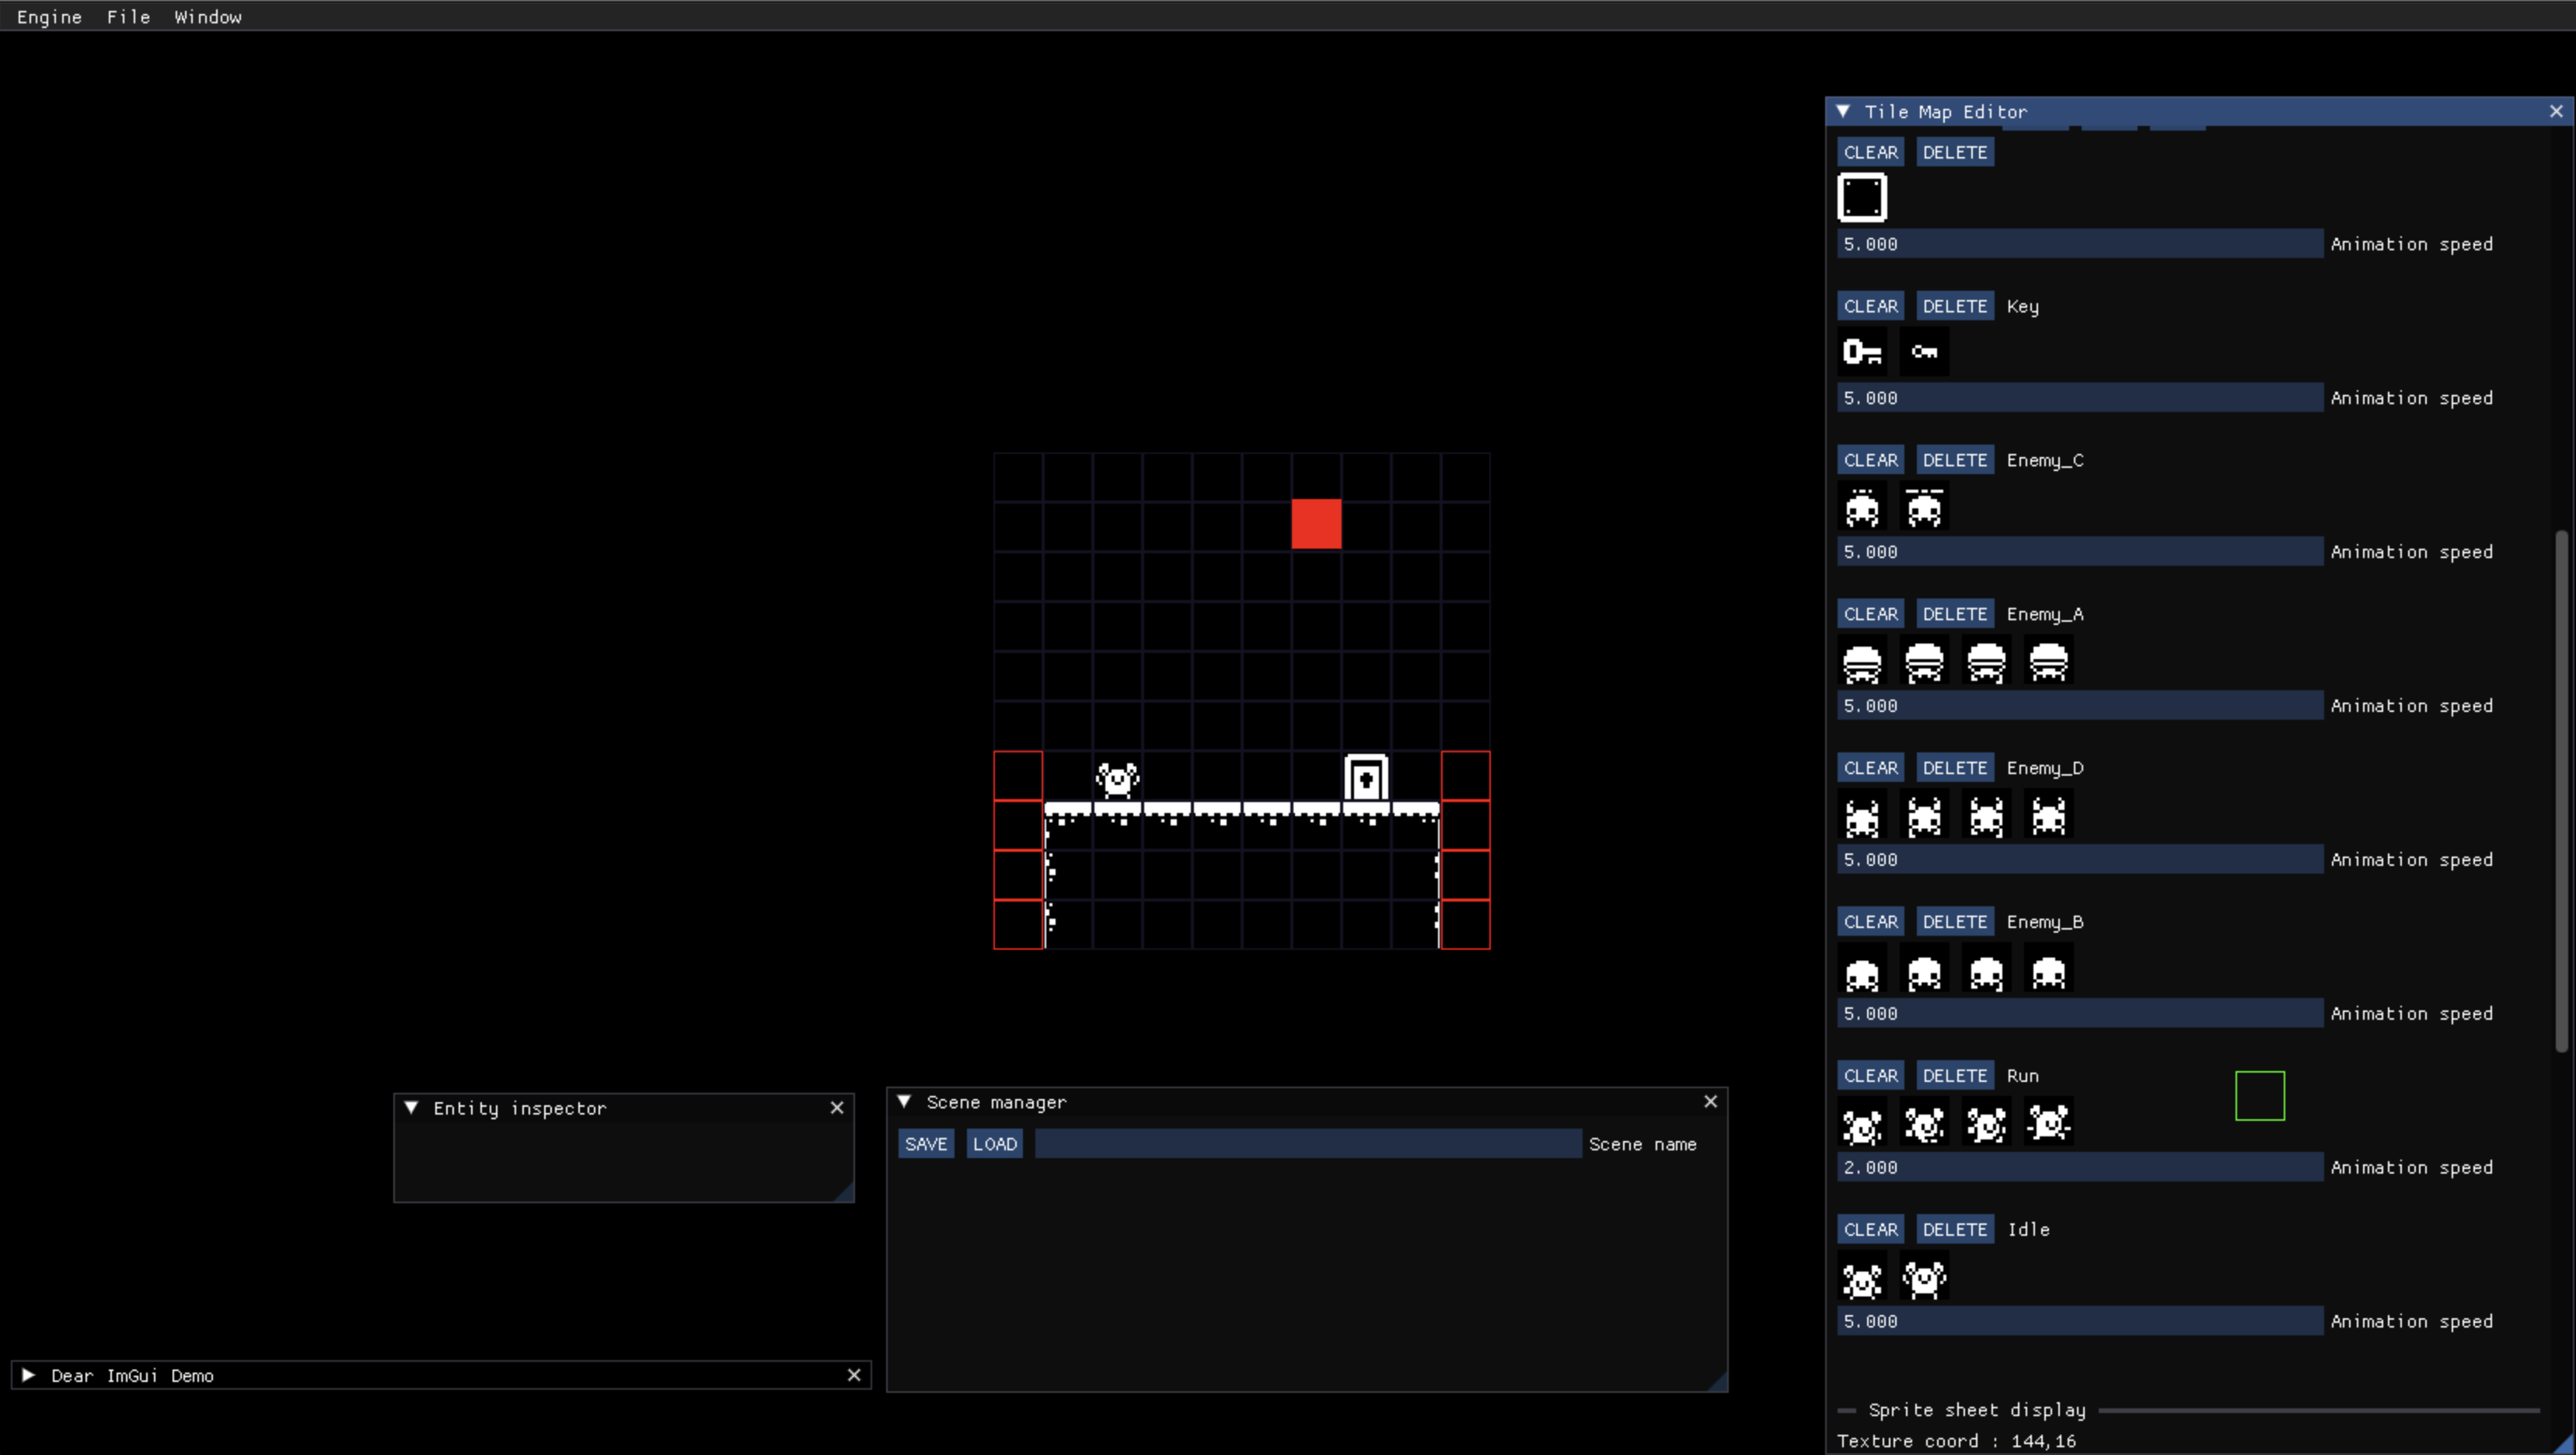 Engine File Window
Tile Map Editor
CLEAR DELETE
5.000 Animation speed
CLEAR DELETE Key
5.000 Animation speed
CLEAR DELETE Enemy_C
5.000 Animation speed
CLEAR DELETE Enemy_A
5.000 Animation speed
CLEAR DELETE Enemy_D
5.000 Animation speed
CLEAR DELETE Enemy_B
5.000 Animation speed
CLEAR DELETE Run
2.000 Animation speed
CLEAR DELETE Idle
5.000 Animation speed
Sprite sheet display
Texture coord : 144,16
Entity inspector
Scene manager
SAVE LOAD Scene name
Dear ImGui Demo